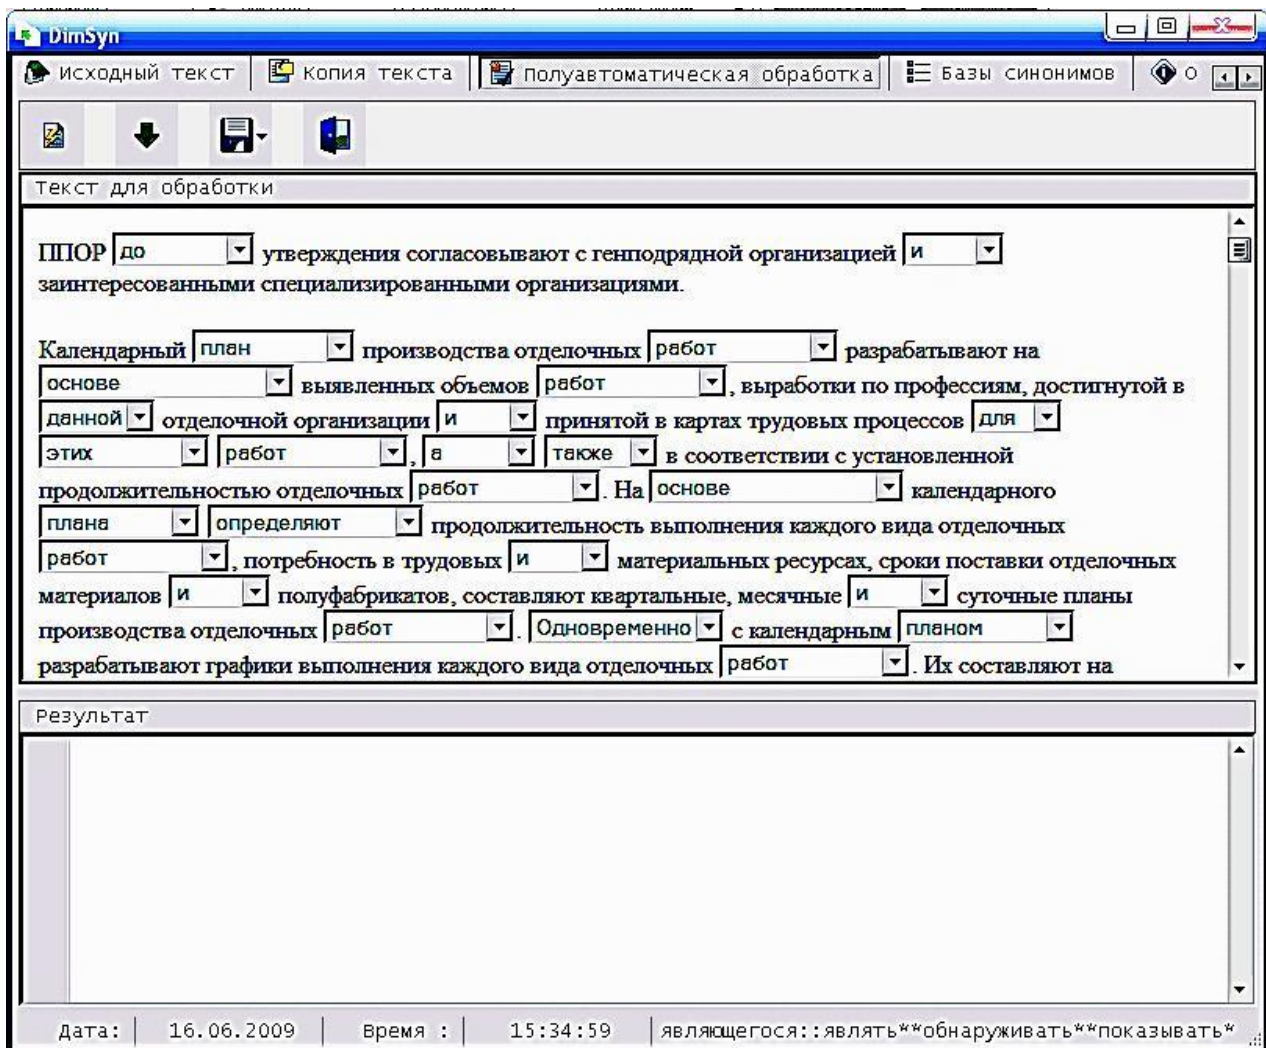 DimSyn
Исходный текст Копия текста Полуавтоматическая обработка Базы синонимов О
Текст для обработки
ППОР до утверждения согласовывают с генподрядной организацией и
заинтересованными специализированными организациями.
Календарный план производства отделочных работ разрабатывают на
основе выявленных объемов работ, выработки по профессиям, достигнутой в
данной отделочной организации и принятой в картах трудовых процессов для
этих работ, а также в соответствии с установленной
продолжительностью отделочных работ. На основе календарного
плана определяют продолжительность выполнения каждого вида отделочных
работ, потребность в трудовых и материальных ресурсах, сроки поставки отделочных
материалов и полуфабрикатов, составляют квартальные, месячные и суточные планы
производства отделочных работ. Одновременно с календарным планом
разрабатывают графики выполнения каждого вида отделочных работ. Их составляют на
Результат
Дата: 16.06.2009 Время : 15:34:59 являющегося::являть**обнаруживать**показывать*